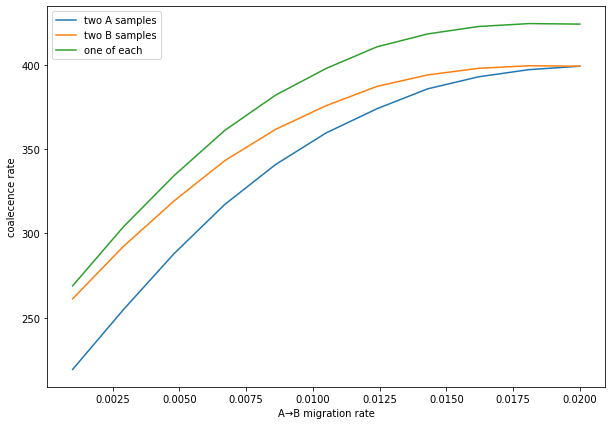 two A samples
two B samples
one of each
400
350
300
250
coalecence rate
0.0025
0.0050
0.0075
0.0100
0.0125
0.0150
0.0175
0.0200
A→B migration rate